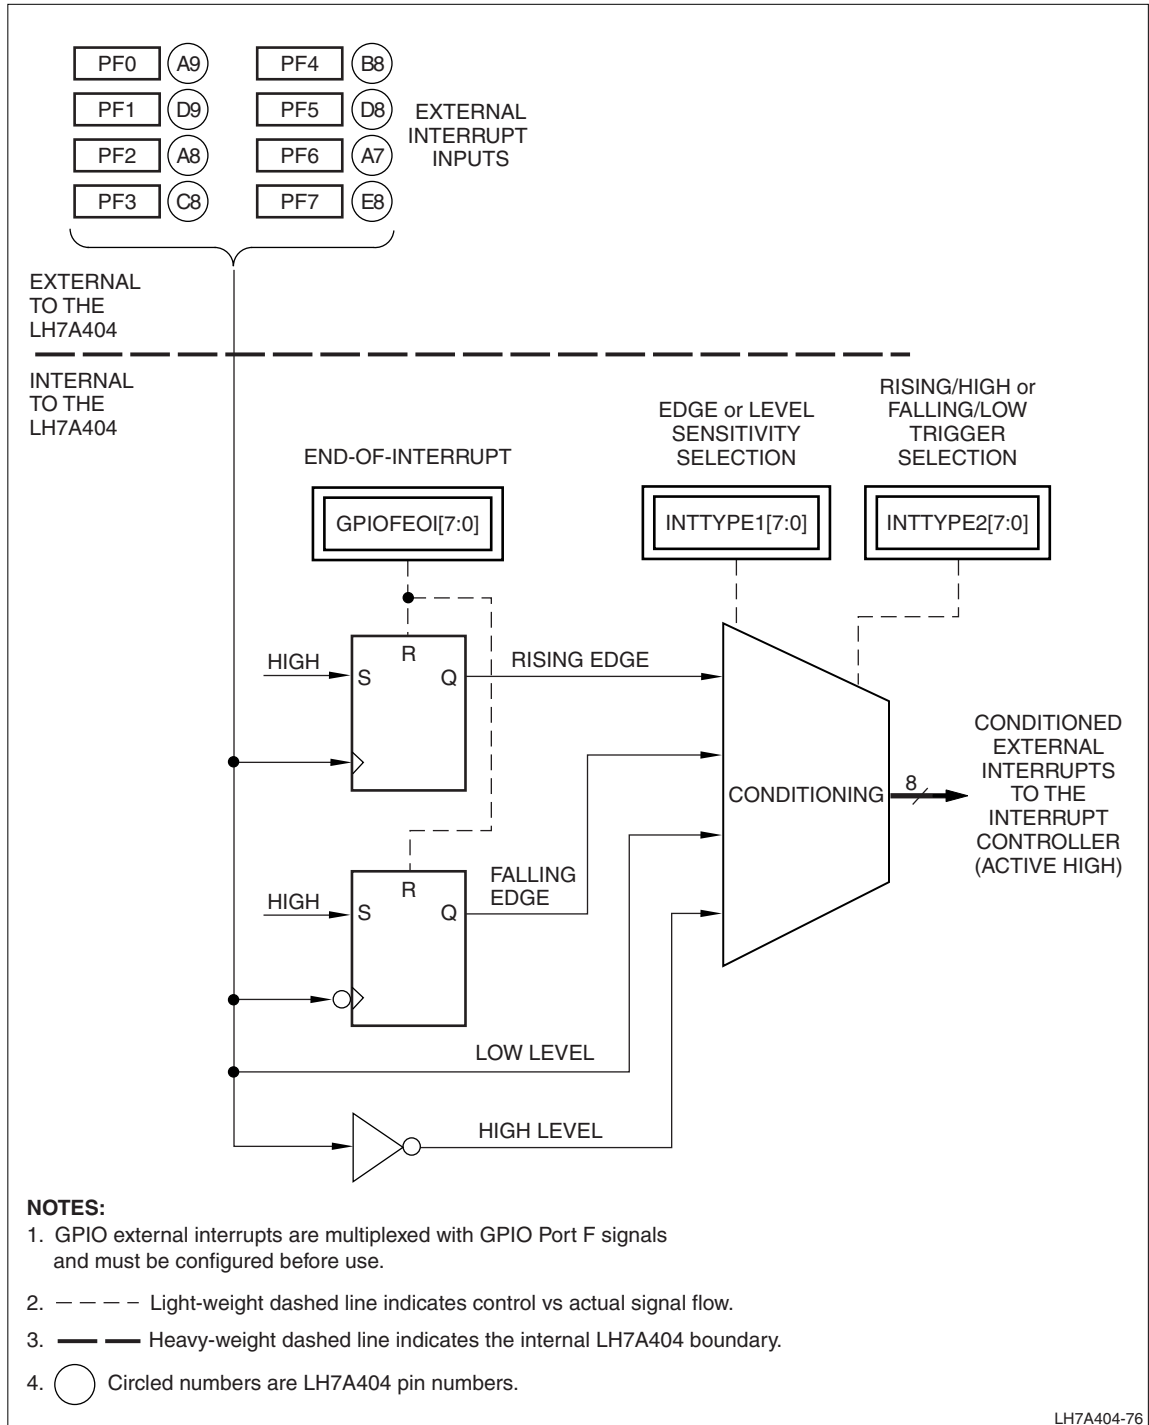 PF0 A9 PF4 B8
PF1 D9 PF5 D8
PF2 A8 PF6 A7
PF3 C8 PF7 E8
EXTERNAL
INTERRUPT
INPUTS
EXTERNAL
TO THE
LH7A404
INTERNAL
TO THE
LH7A404
END-OF-INTERRUPT
GPIOFEOI[7:0]
EDGE or LEVEL
SENSITIVITY
SELECTION
INTTYPE1[7:0]
RISING/HIGH or
FALLING/LOW
TRIGGER
SELECTION
INTTYPE2[7:0]
HIGH
S
R
Q
RISING EDGE
HIGH
S
R
Q
FALLING
EDGE
LOW LEVEL
HIGH LEVEL
CONDITIONING
8
CONDITIONED
EXTERNAL
INTERRUPTS
TO THE
INTERRUPT
CONTROLLER
(ACTIVE HIGH)
NOTES:
1. GPIO external interrupts are multiplexed with GPIO Port F signals
and must be configured before use.
2. Light-weight dashed line indicates control vs actual signal flow.
3. Heavy-weight dashed line indicates the internal LH7A404 boundary.
4. Circled numbers are LH7A404 pin numbers.
LH7A404-76